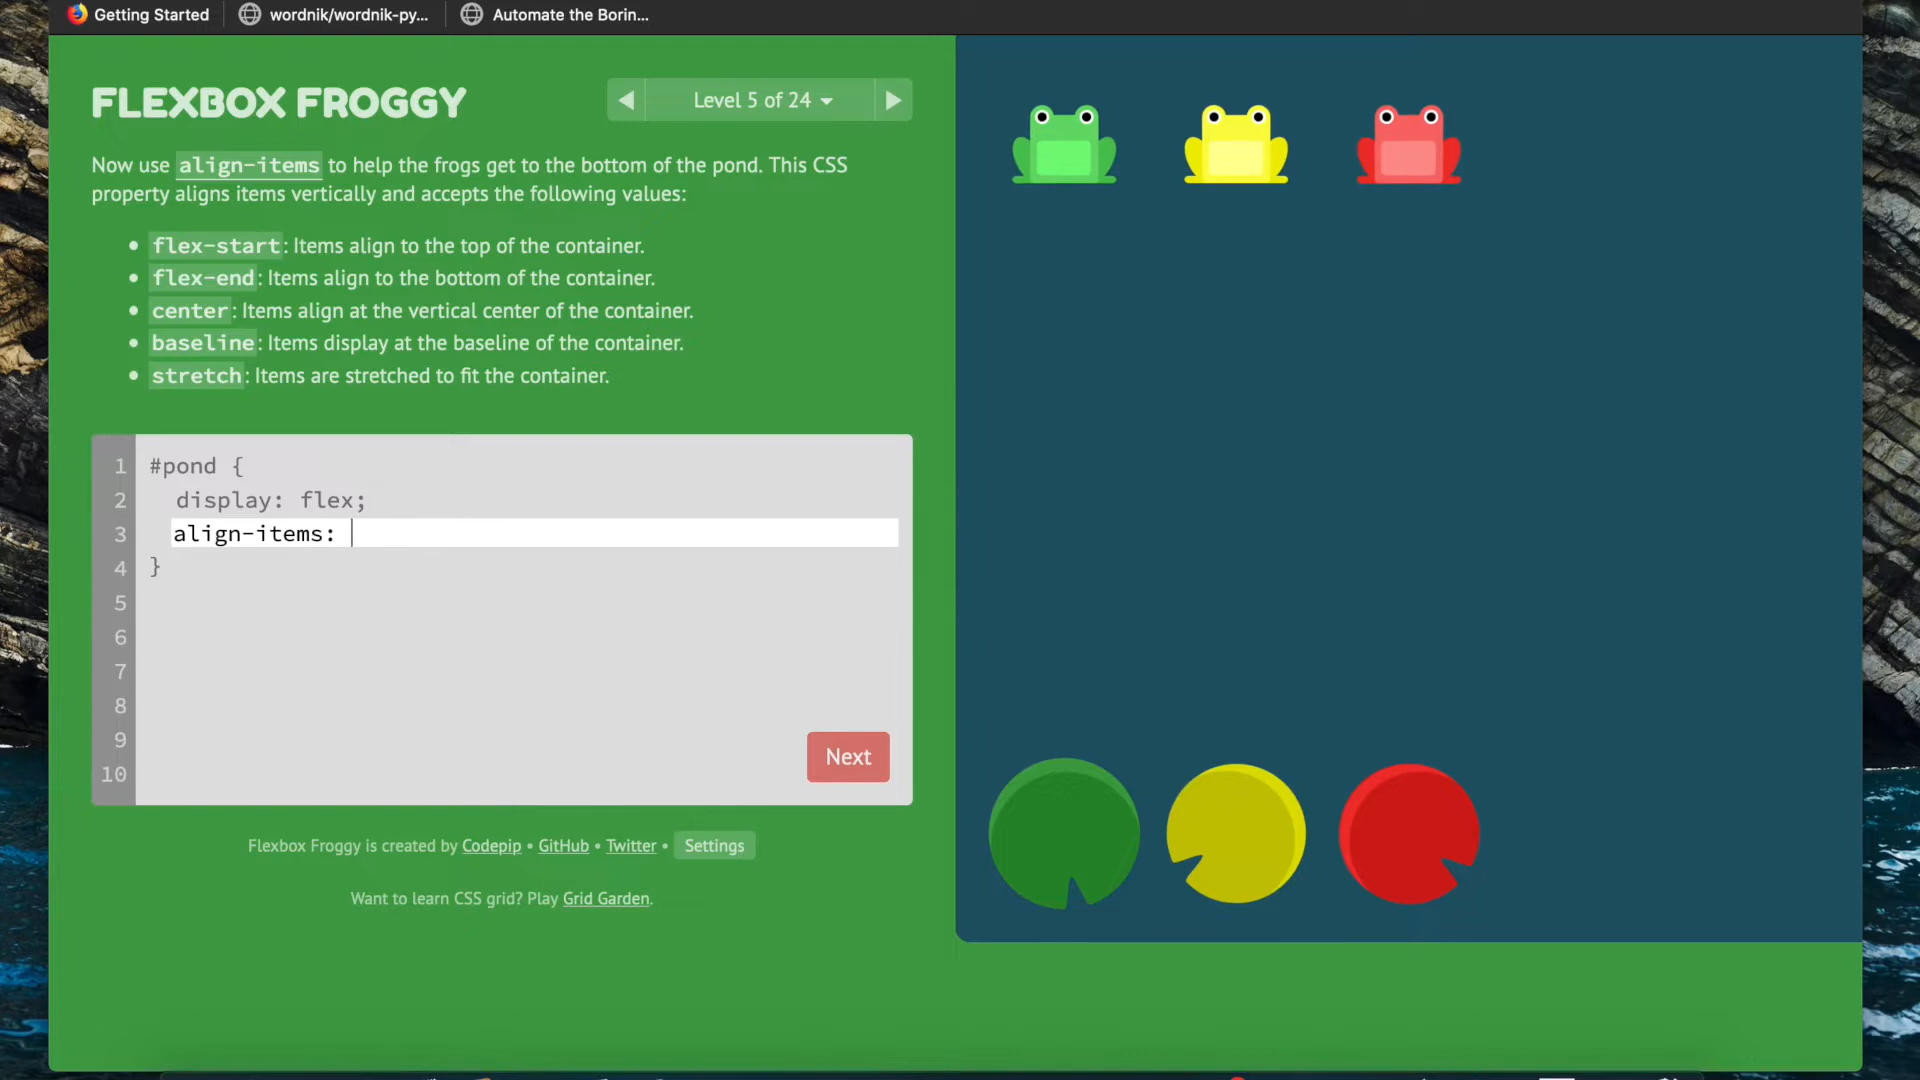 Getting Started
wordnik/wordnik-py...
Automate the Borin...
FLEXBOX FROGGY
Level 5 of 24
Now use align-items to help the frogs get to the bottom of the pond. This CSS
property aligns items vertically and accepts the following values:
flex-start: Items align to the top of the container.
flex-end: Items align to the bottom of the container.
center: Items align at the vertical center of the container.
baseline: Items display at the baseline of the container.
stretch: Items are stretched to fit the container.
1 #pond {
2 display: flex;
3 align-items:
4 }
5
6
7
8
9
10
Next
Flexbox Froggy is created by Codepip • GitHub • Twitter • Settings
Want to learn CSS grid? Play Grid Garden.